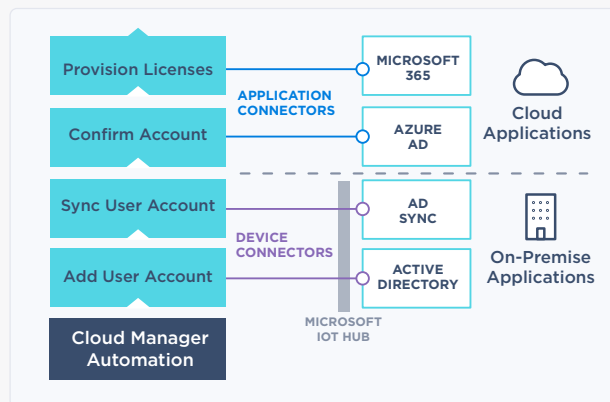 Provision Licenses
MICROSOFT
365
APPLICATION
CONNECTORS
Cloud
Applications
Confirm Account
AZURE
AD
Sync User Account
AD
SYNC
DEVICE
CONNECTORS
On-Premise
Applications
Add User Account
ACTIVE
DIRECTORY
MICROSOFT
IOT HUB
Cloud Manager
Automation